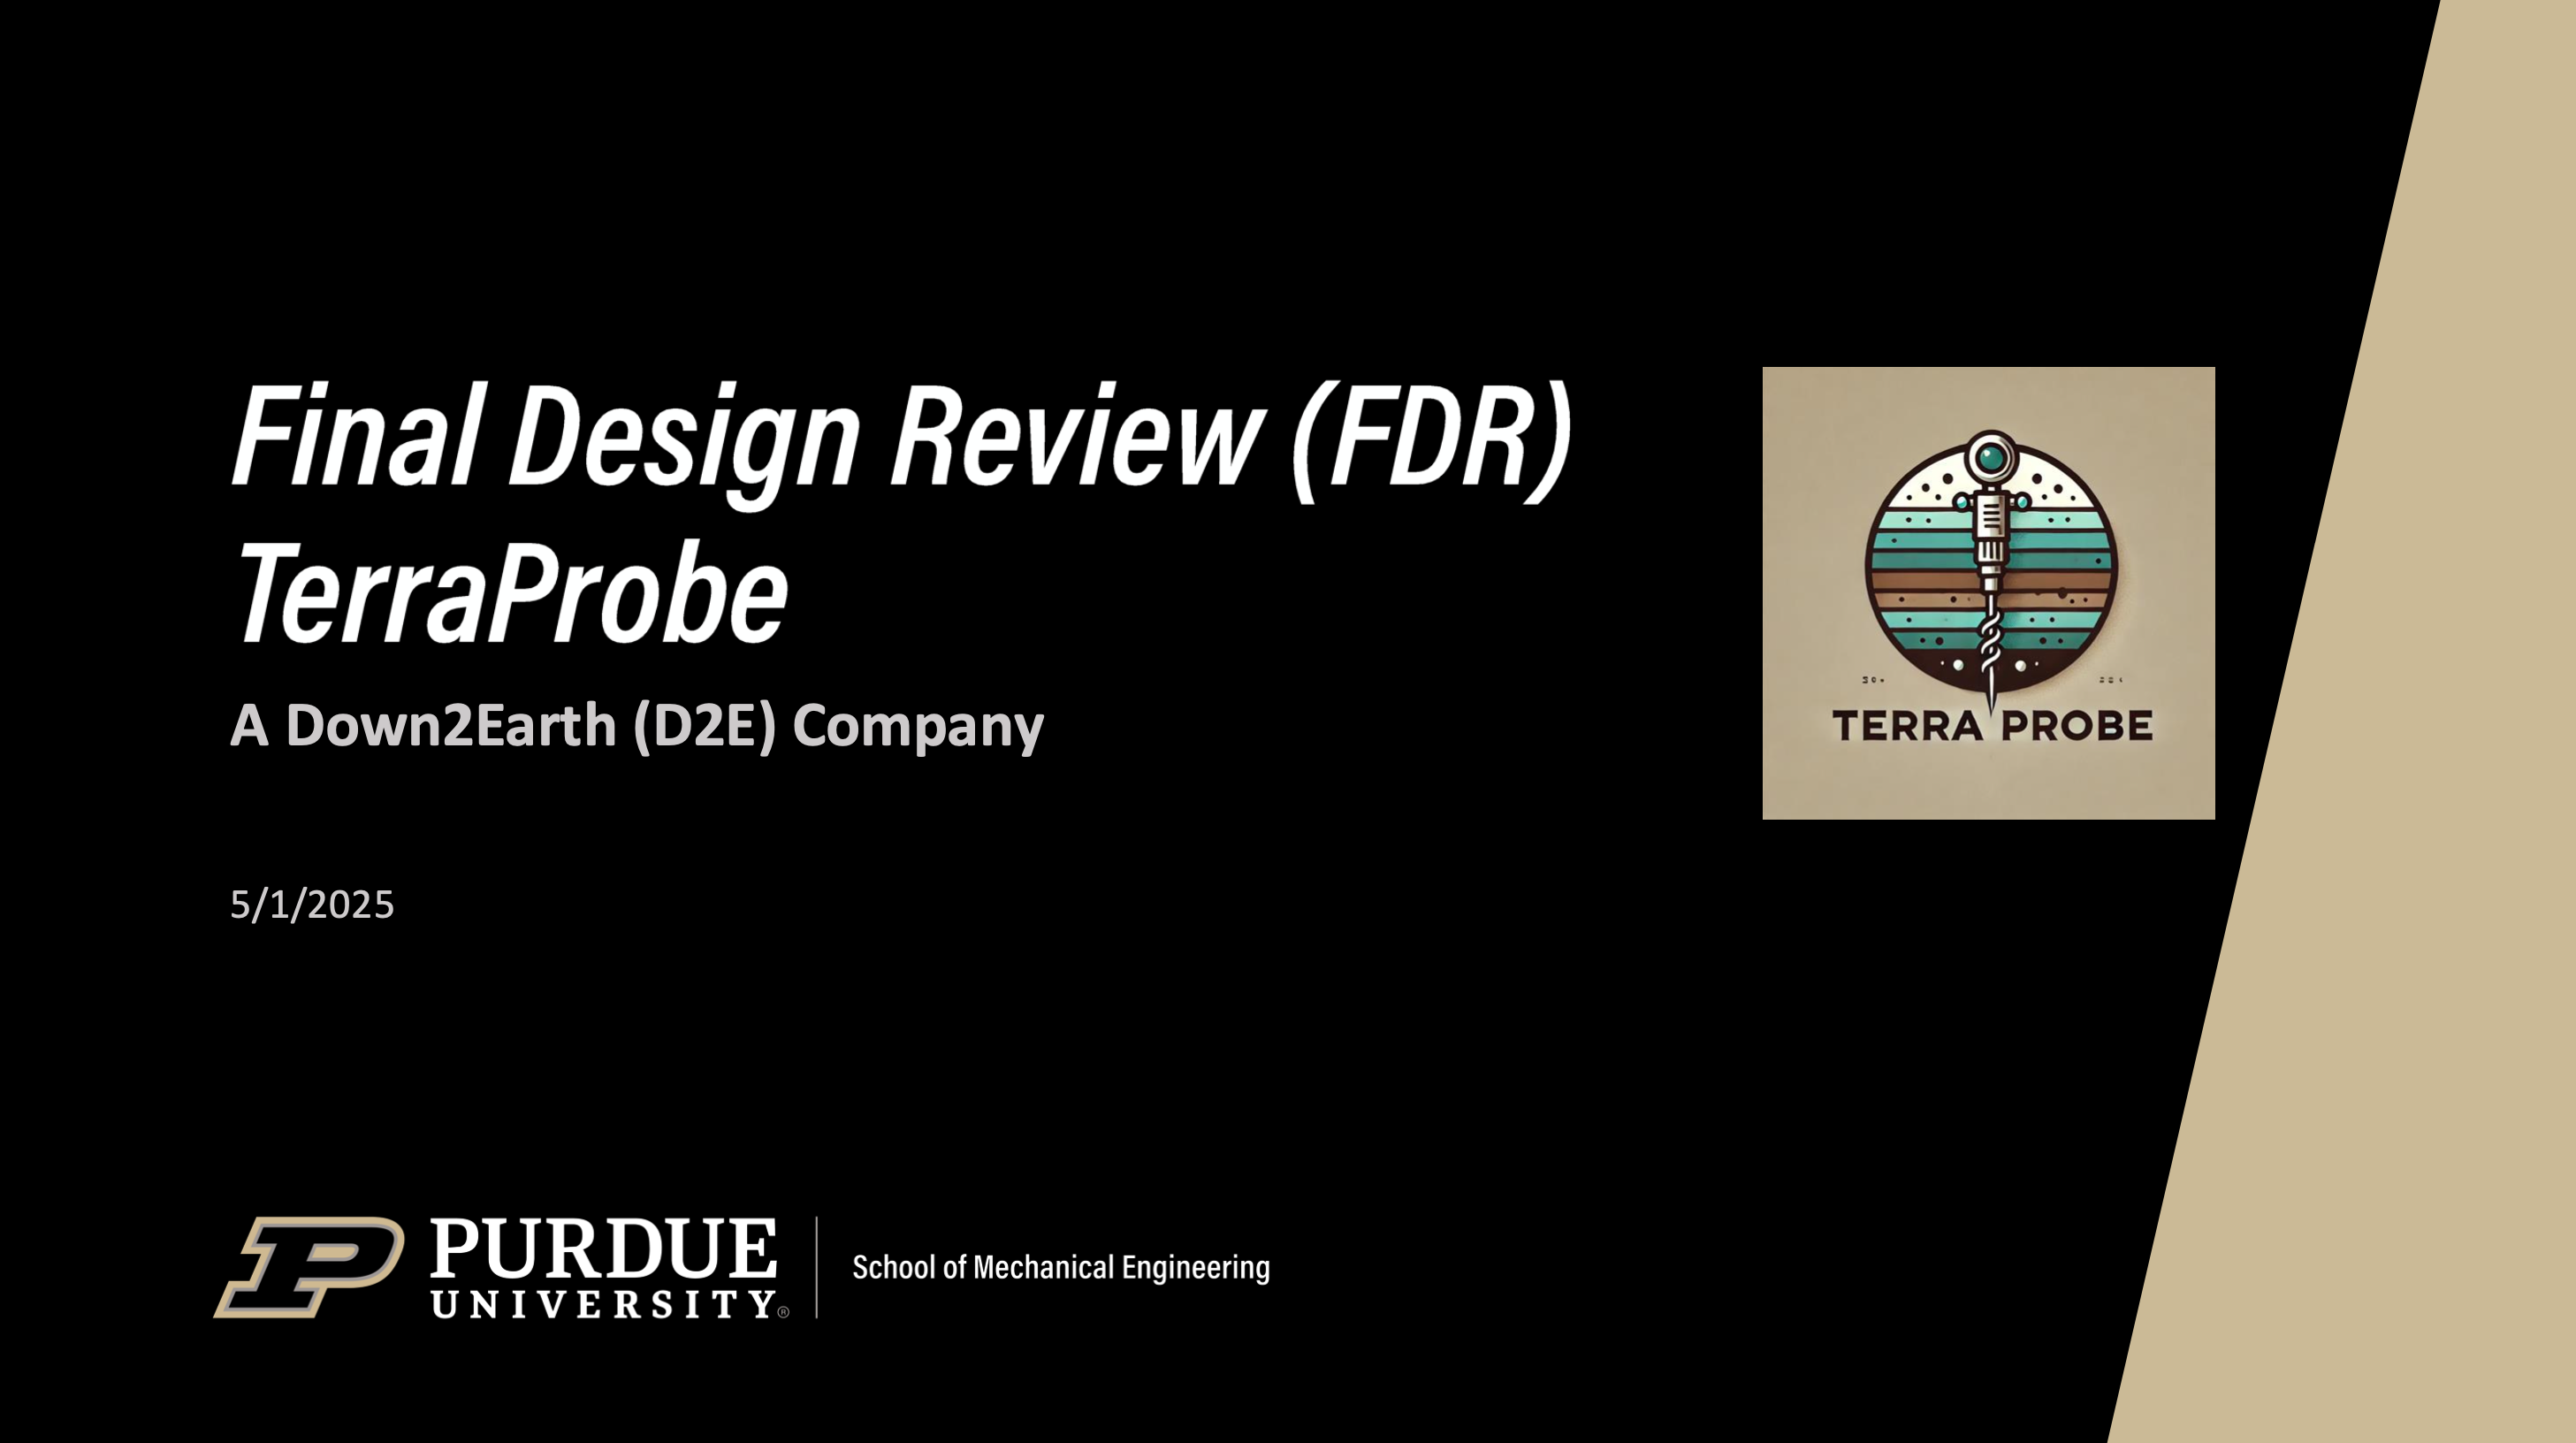 Final Design Review (FDR)
TerraProbe
A Down2Earth (D2E) Company
TERRA PROBE
5/1/2025
PURDUE
UNIVERSITY®
School of Mechanical Engineering